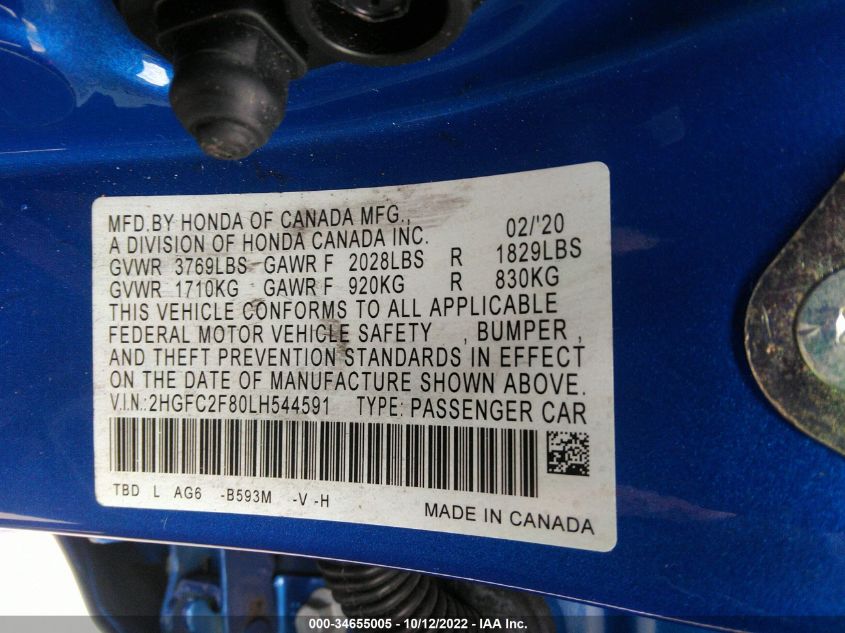 MFD.BY HONDA OF CANADA MFG., 02/'20
A DIVISION OF HONDA CANADA INC.
GVWR 3769LBS GAWR F 2028LBS R 1829LBS
GVWR 1710KG GAWR F 920KG R 830KG
THIS VEHICLE CONFORMS TO ALL APPLICABLE
FEDERAL MOTOR VEHICLE SAFETY , BUMPER ,
AND THEFT PREVENTION STANDARDS IN EFFECT
ON THE DATE OF MANUFACTURE SHOWN ABOVE.
V.I.N.:2HGFC2F80LH544591 TYPE: PASSENGER CAR
TBD L AG6 -B593M -V -H
MADE IN CANADA
000-34655005 - 10/12/2022 - IAA Inc.